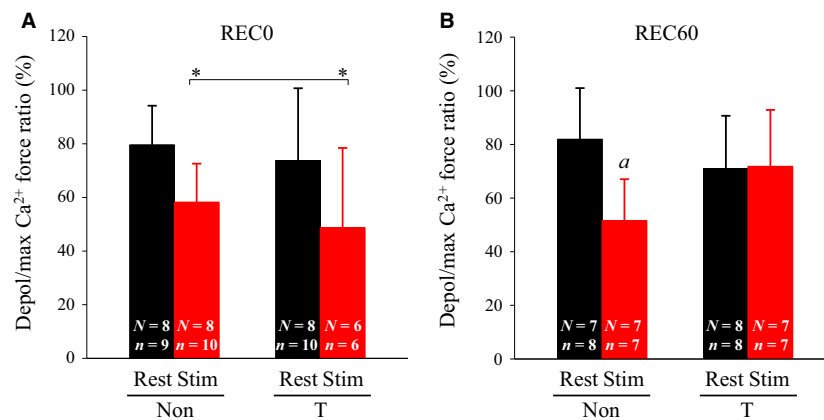 A
REC0
Depol/max Ca²⁺ force ratio (%)
120
100
80
60
40
20
0
* *
N = 8 N = 8 N = 8 N = 6
n = 9 n = 10 n = 10 n = 6
Rest Stim Rest Stim
Non T
B
REC60
Depol/max Ca²⁺ force ratio (%)
120
100
80
60
40
20
0
a
N = 7 N = 7 N = 8 N = 7
n = 8 n = 7 n = 8 n = 7
Rest Stim Rest Stim
Non T